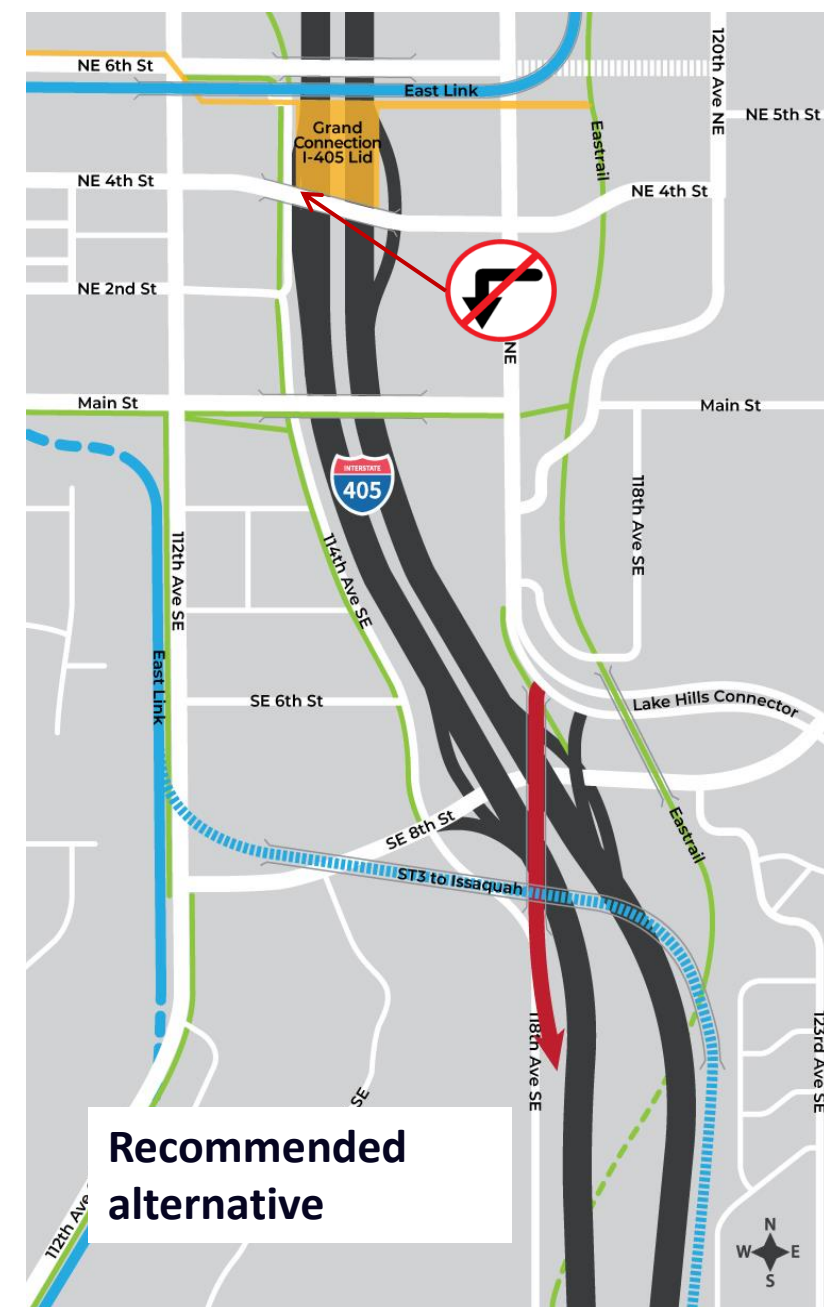 NE 6th St
120th Ave NE
East Link
NE 5th St
Grand
Connection
I-405 Lid
Eastrail
NE 4th St
NE 4th St
NE 2nd St
NE
Main St
Main St
INTERSTATE
405
118th Ave SE
112th Ave SE
114th Ave SE
East Link
SE 6th St
Lake Hills Connector
SE 8th St
Eastrail
ST3 to Issaquah
118th Ave SE
123rd Ave SE
SE
Recommended
alternative
112th Ave
N
W E
S